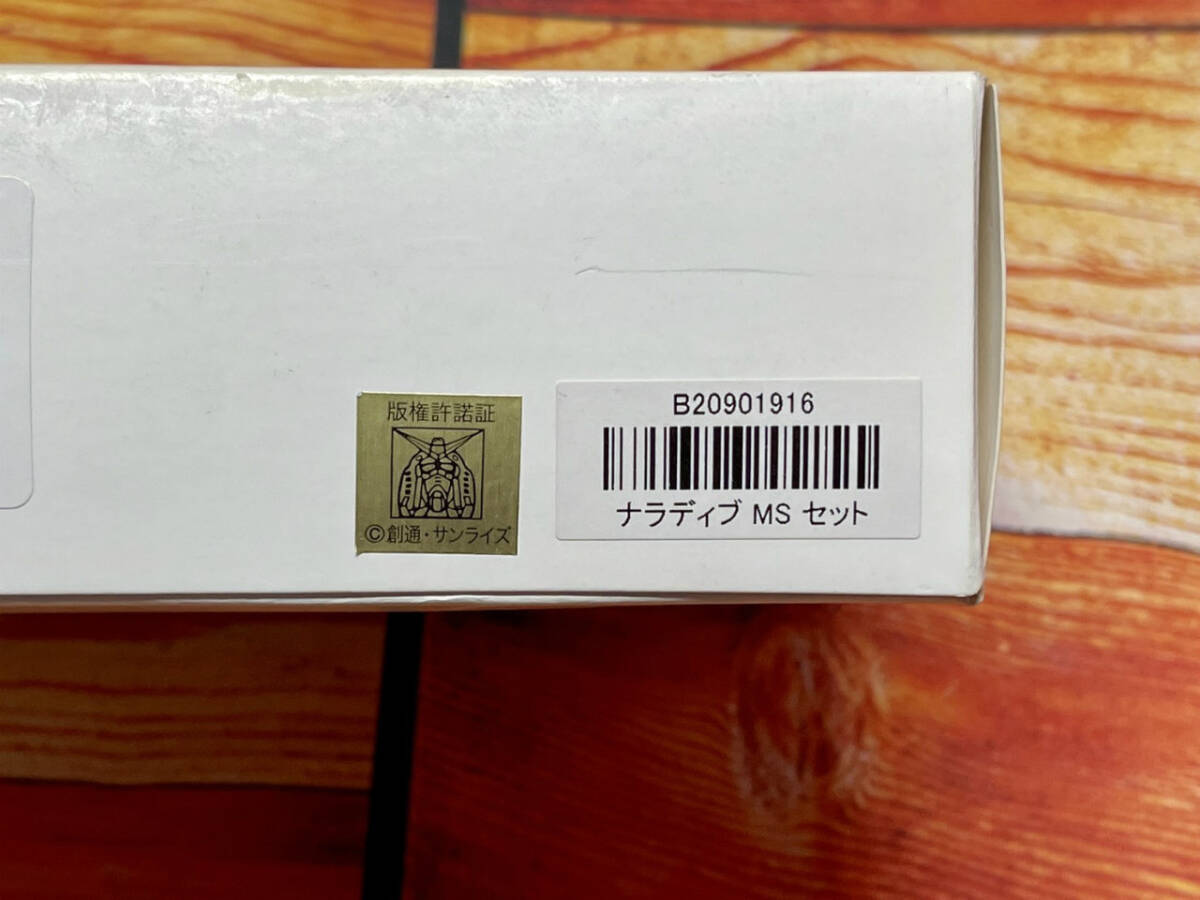 版権許諾証
©創通・サンライズ
B20901916
ナラディブ MS セット